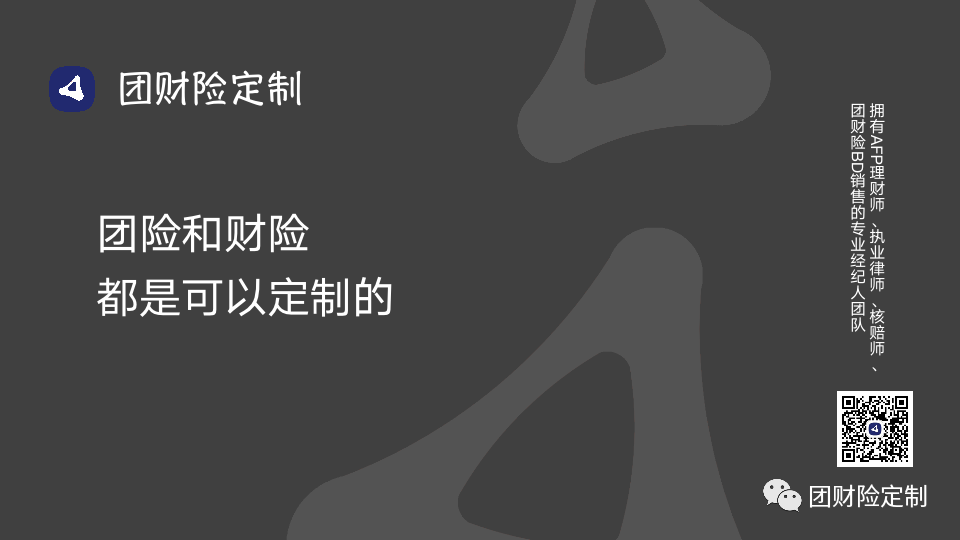 团财险定制
团险和财险
都是可以定制的
拥有AFP理财师、执业律师、核赔师、
团财险BD销售的专业经纪人团队
团财险定制